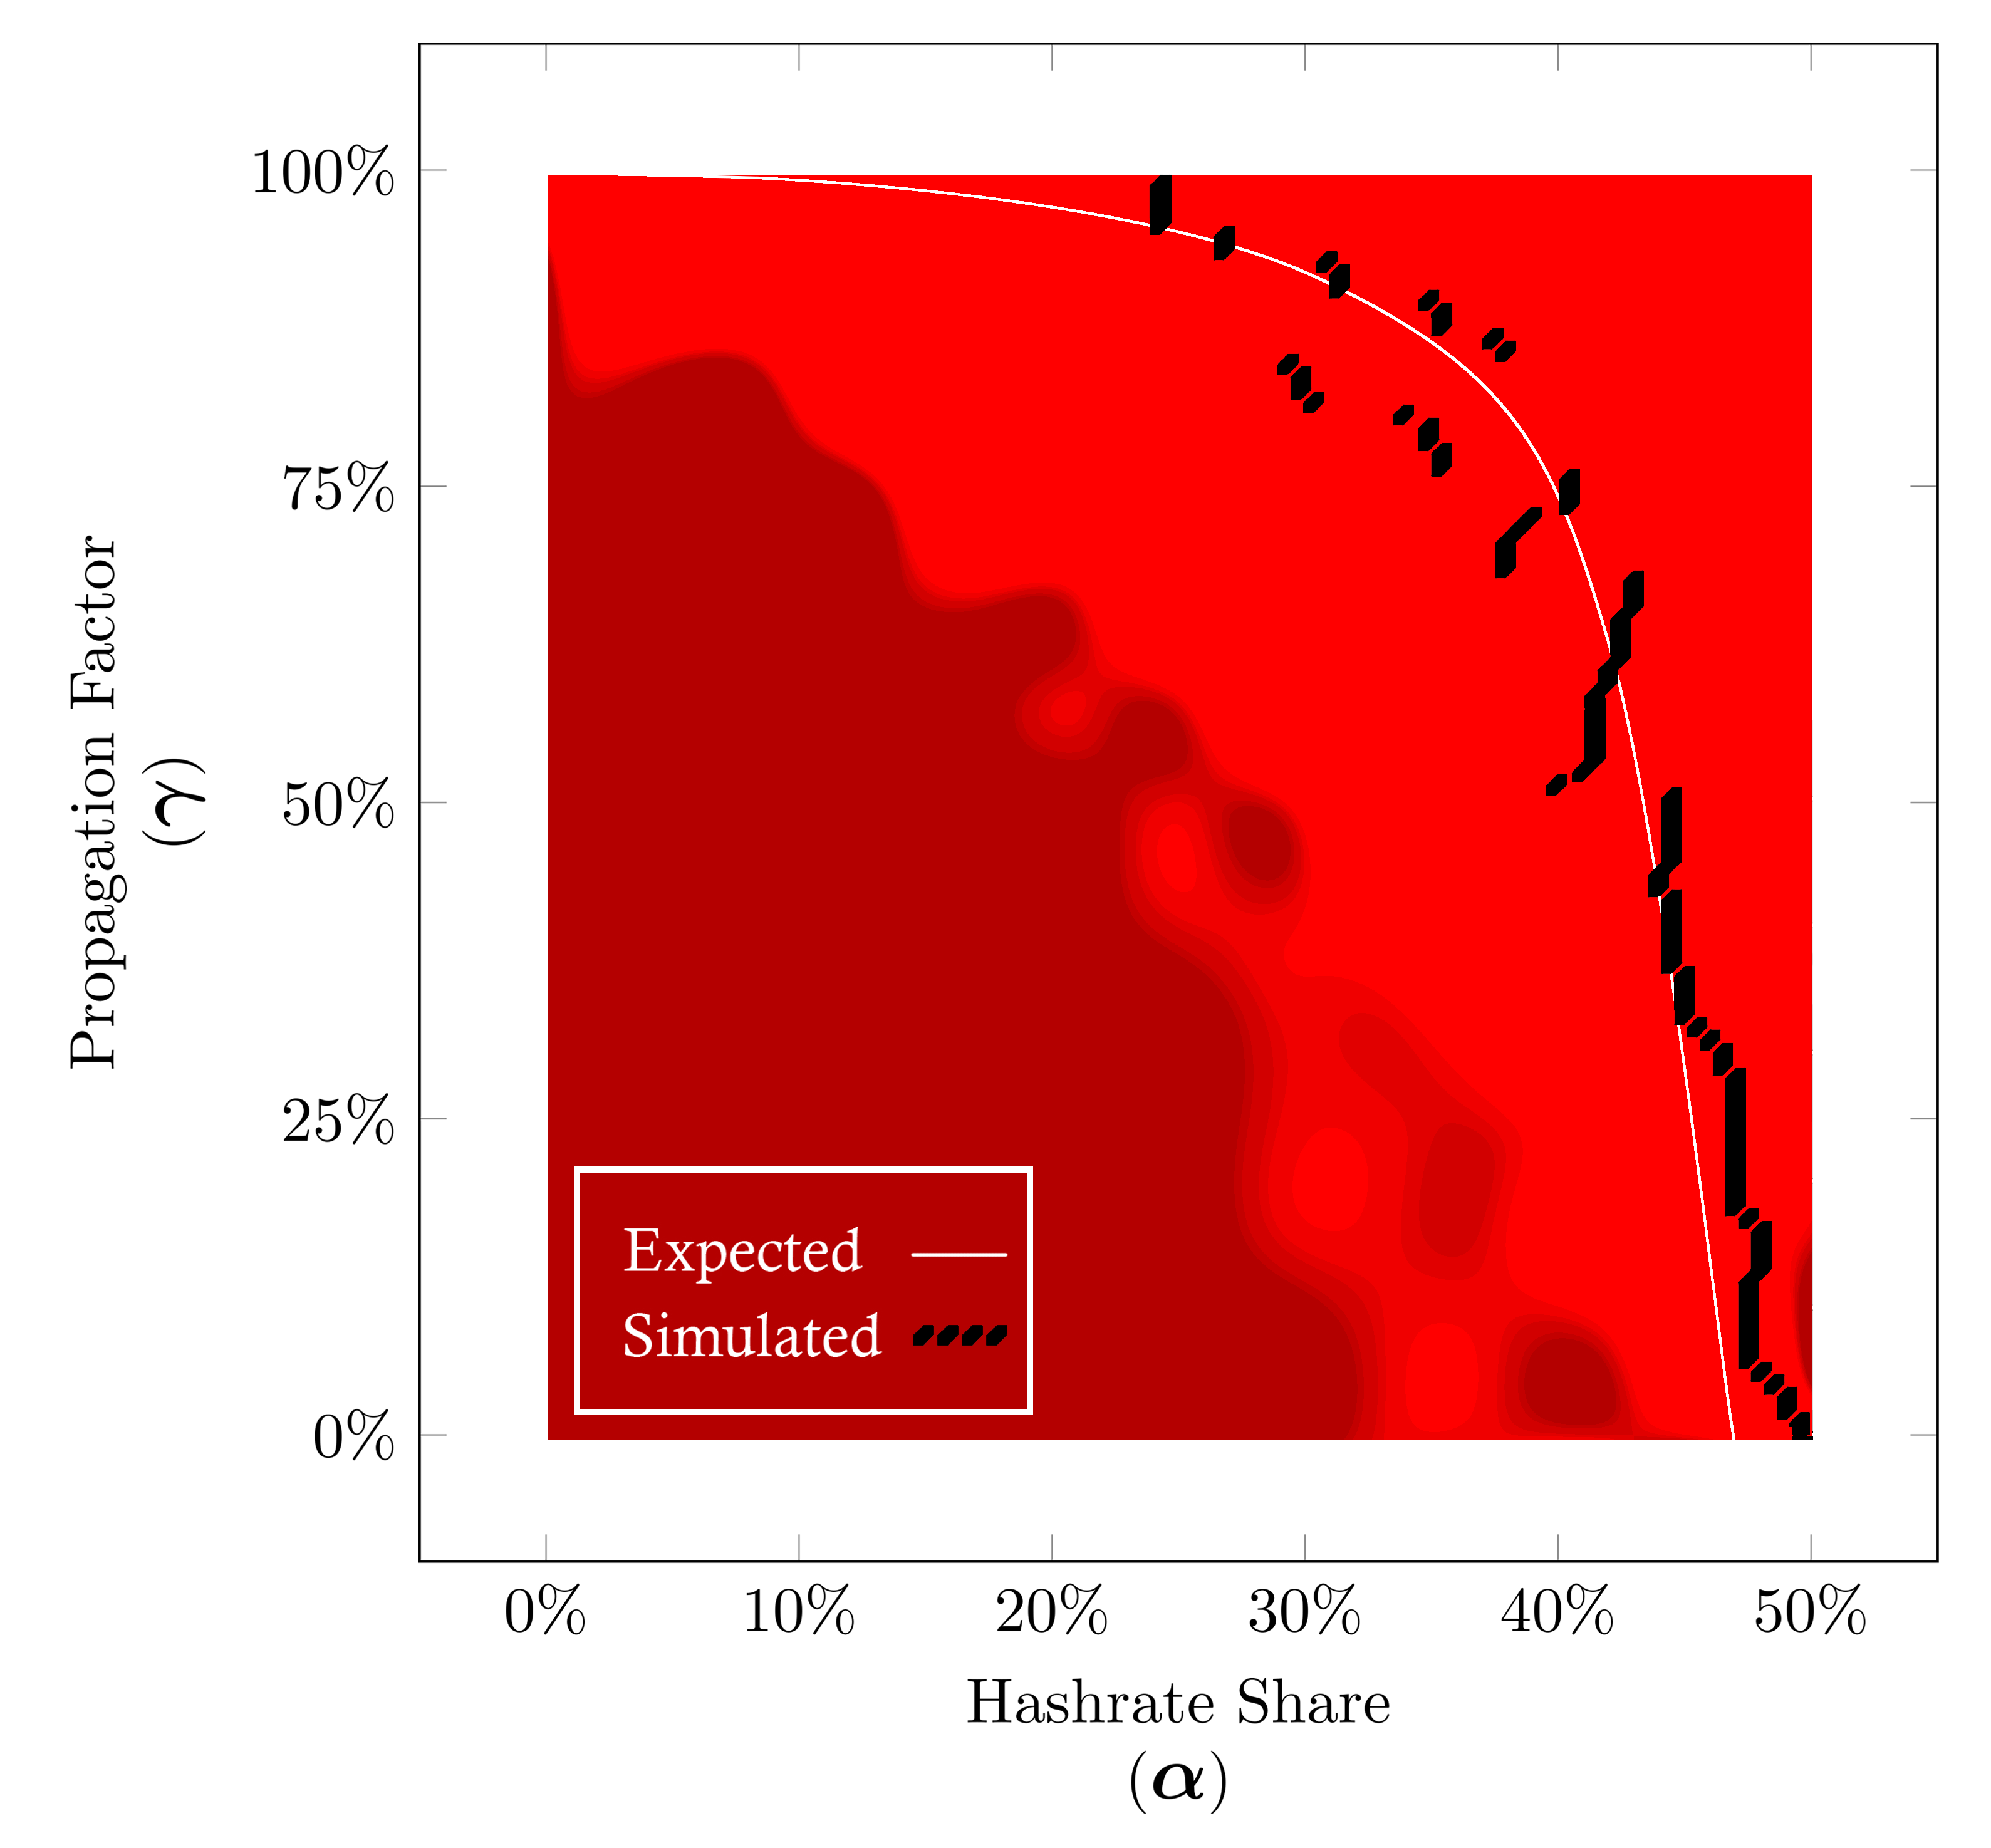 100%
75%
50%
25%
0%
Propagation Factor
(γ)
Expected
Simulated
0% 10% 20% 30% 40% 50%
Hashrate Share
(α)